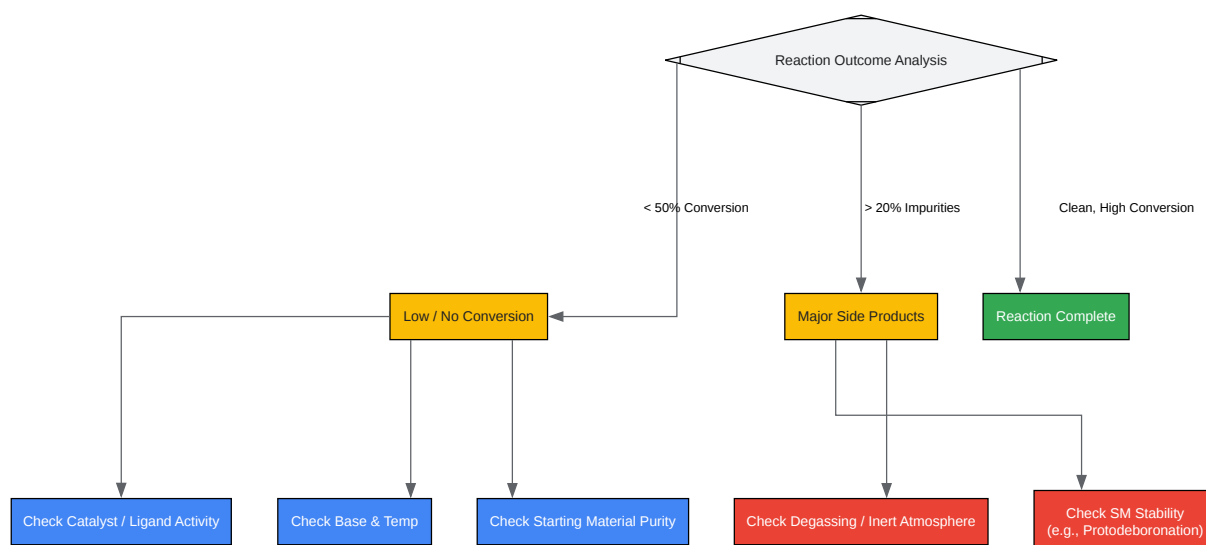 Reaction Outcome Analysis
< 50% Conversion
> 20% Impurities
Clean, High Conversion
Low / No Conversion
Major Side Products
Reaction Complete
Check Catalyst / Ligand Activity
Check Base & Temp
Check Starting Material Purity
Check Degassing / Inert Atmosphere
Check SM Stability
(e.g., Protodeboronation)